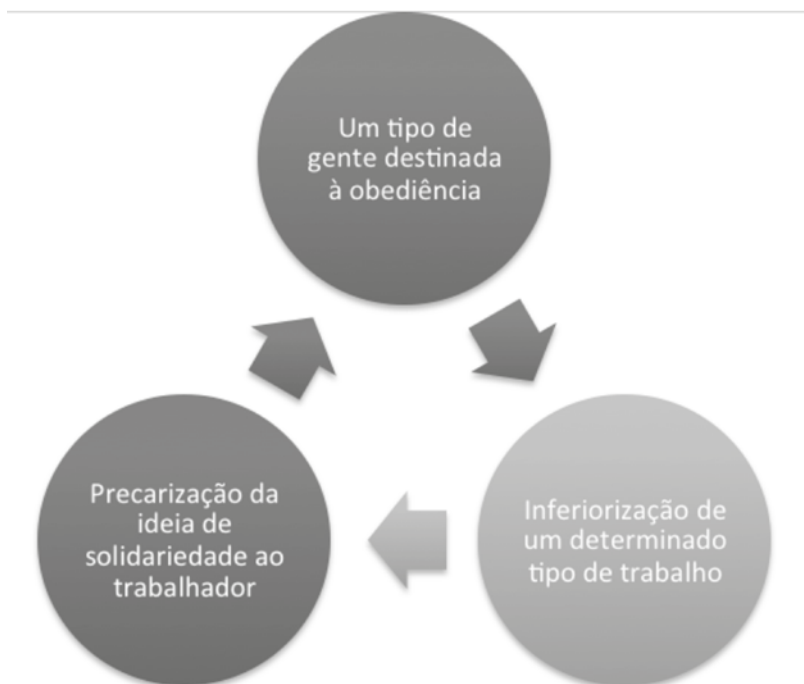 Um tipo de
gente destinada
à obediência
Precarização da
ideia de
solidariedade ao
trabalhador
Inferiorização de
um determinado
tipo de trabalho